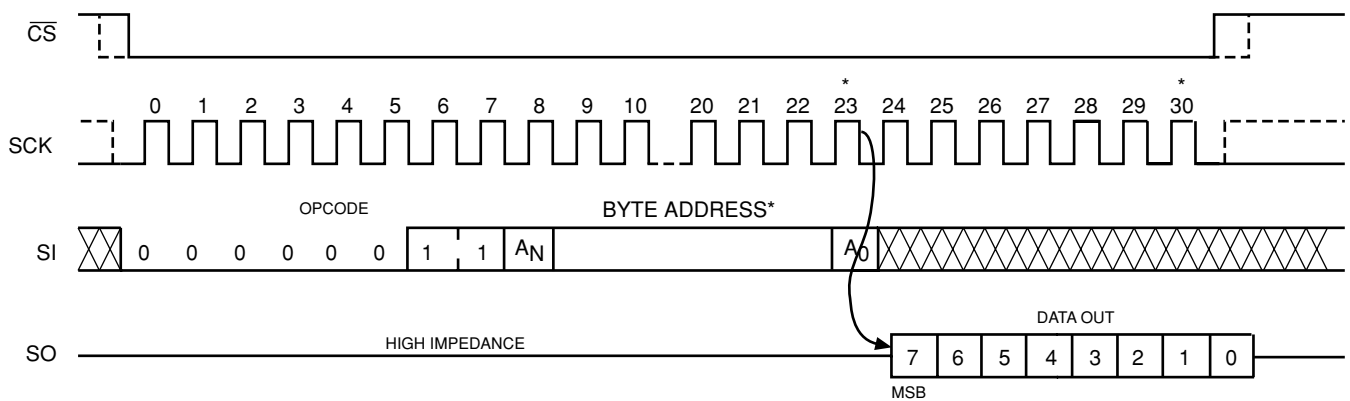 CS
* *
0 1 2 3 4 5 6 7 8 9 10 20 21 22 23 24 25 26 27 28 29 30
SCK
OPCODE BYTE ADDRESS*
SI 0 0 0 0 0 0 1 1 AN A0
DATA OUT
SO HIGH IMPEDANCE 7 6 5 4 3 2 1 0
MSB